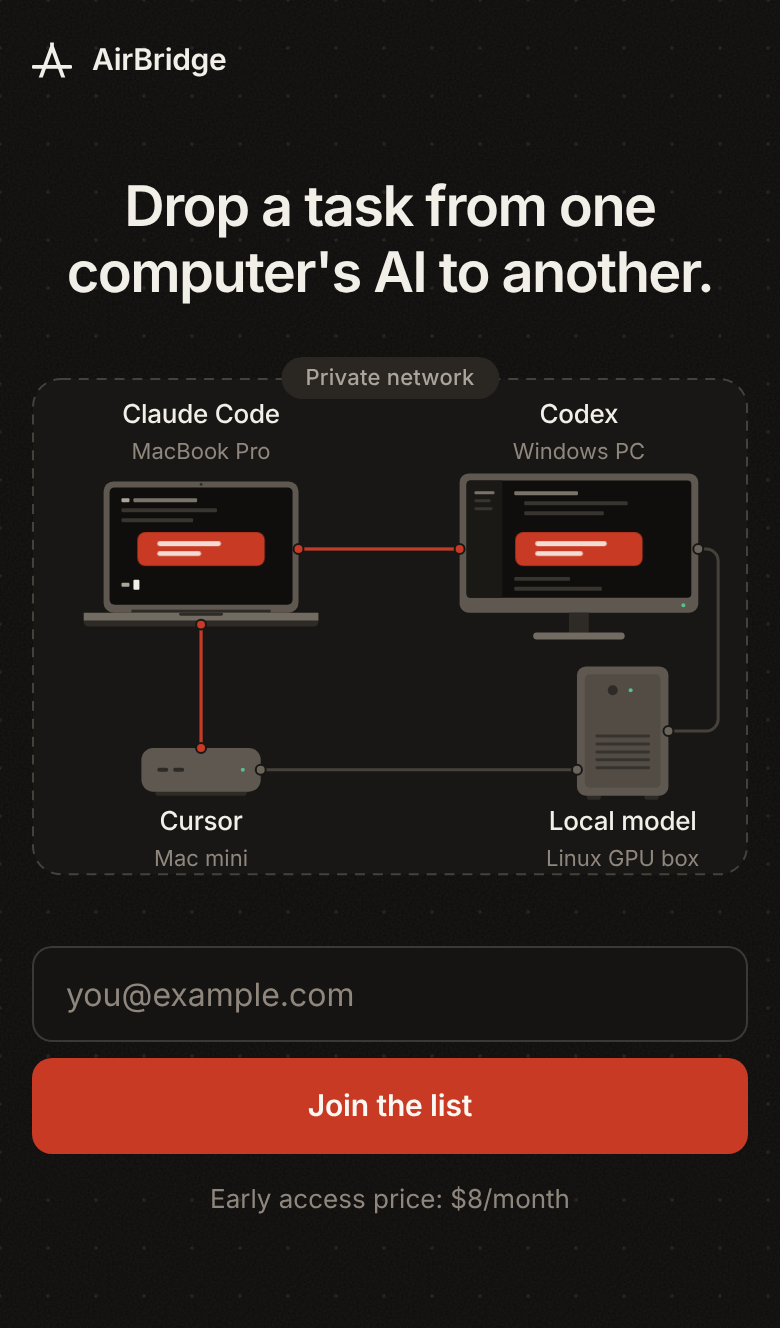 AirBridge
Drop a task from one
computer's AI to another.
Private network
Claude Code
MacBook Pro
Codex
Windows PC
Cursor
Mac mini
Local model
Linux GPU box
you@example.com
Join the list
Early access price: $8/month